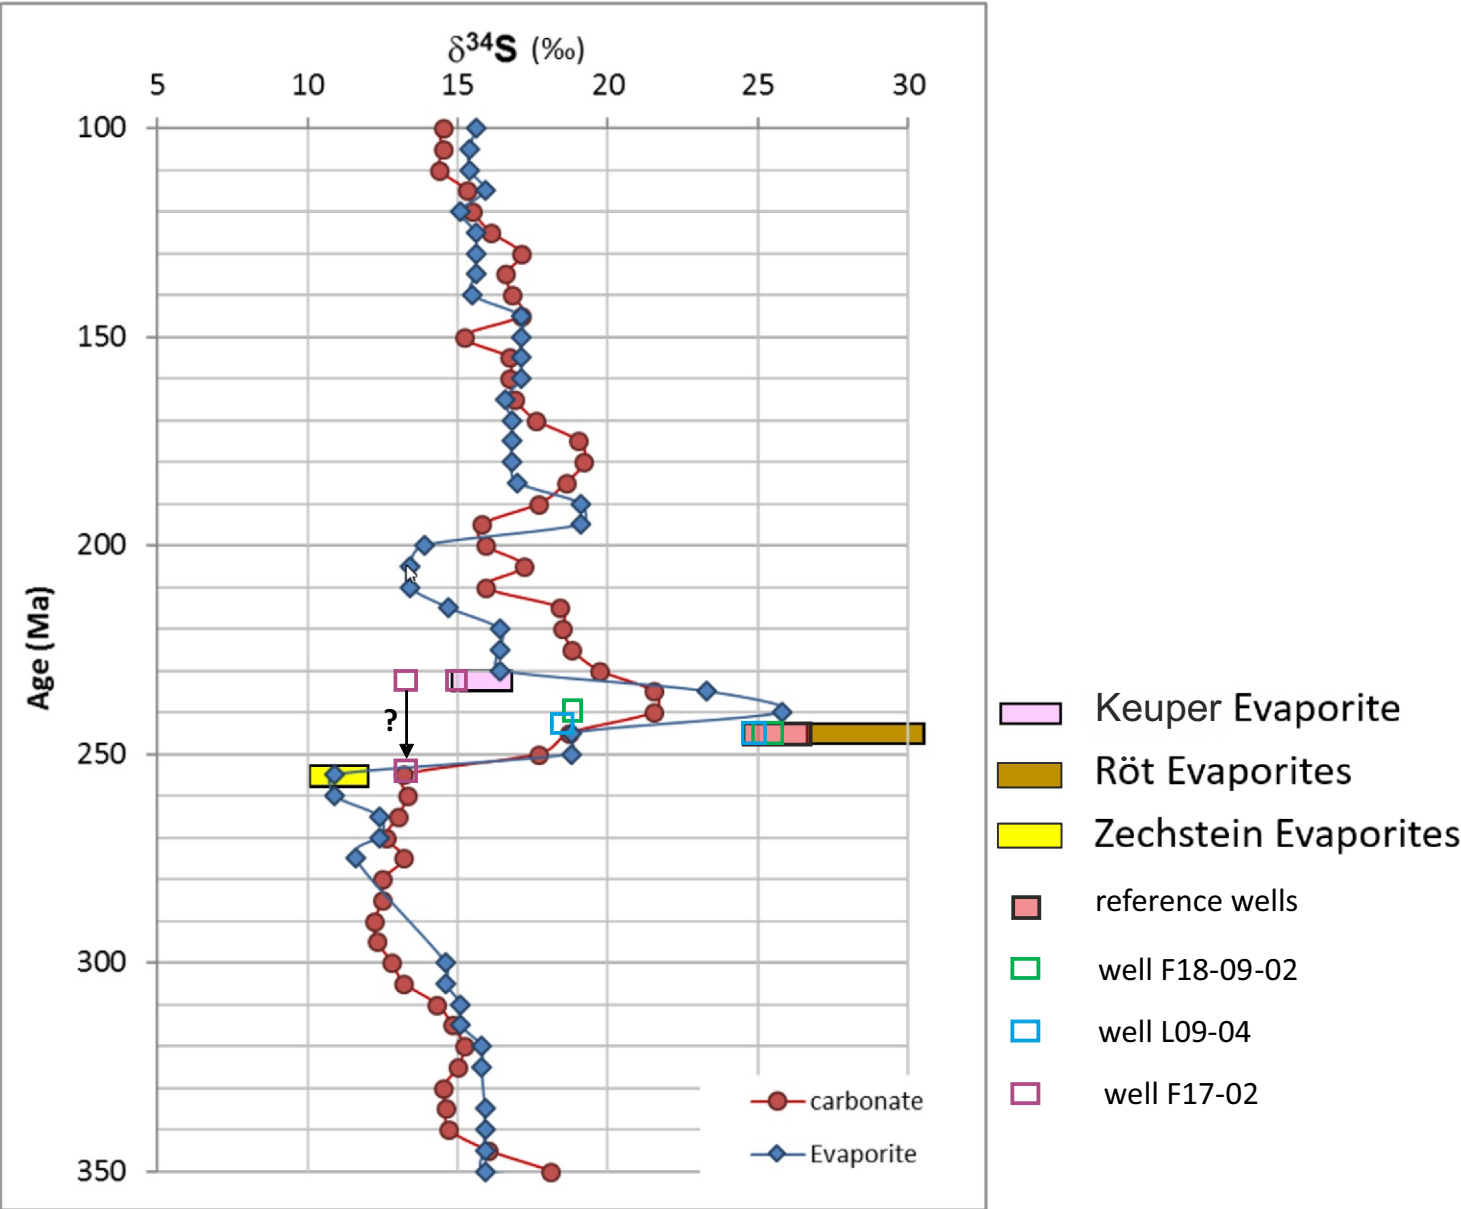 δ³⁴S (‰)
5 10 15 20 25 30
100
150
200
250
300
350
Age (Ma)
?
carbonate
Evaporite
Keuper Evaporite
Röt Evaporites
Zechstein Evaporites
reference wells
well F18-09-02
well L09-04
well F17-02